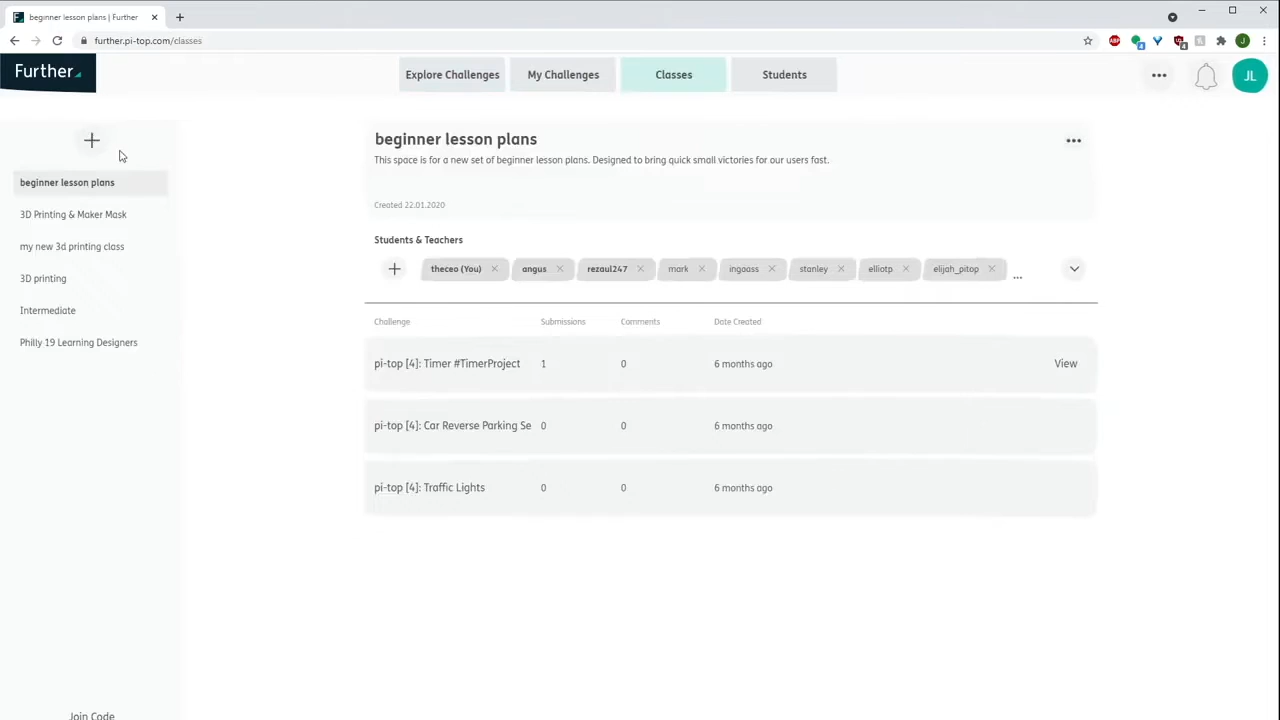 beginner lesson plans | Further
further.pi-top.com/classes
Further
Explore Challenges
My Challenges
Classes
Students
JL
beginner lesson plans
3D Printing & Maker Mask
my new 3d printing class
3D printing
Intermediate
Philly 19 Learning Designers
Join Code
beginner lesson plans
This space is for a new set of beginner lesson plans. Designed to bring quick small victories for our users fast.
Created 22.01.2020
Students & Teachers
theceo (You) angus rezaul247 mark ingoass stanley elliotp elijah_pitop ...
Challenge Submissions Comments Date Created
pi-top [4]: Timer #TimerProject 1 0 6 months ago View
pi-top [4]: Car Reverse Parking Se 0 0 6 months ago
pi-top [4]: Traffic Lights 0 0 6 months ago